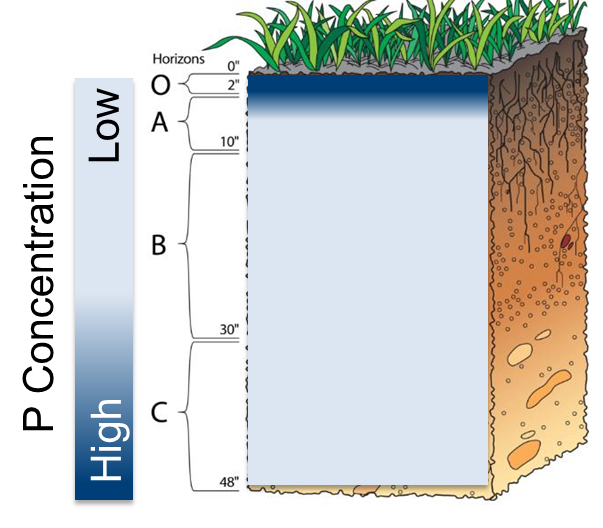 P Concentration
Low
High
Horizons
0"
O
2"
A
10"
B
30"
C
48"